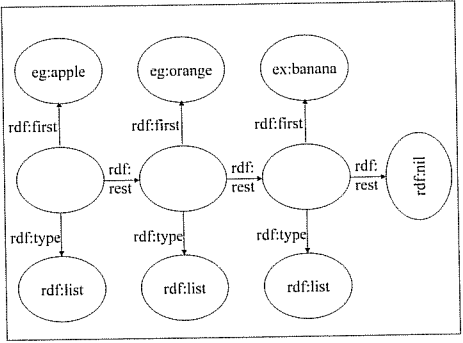 eg:apple eg:orange ex:banana
rdf:first rdf:first rdf:first
rdf: rdf: rdf:
rest rest rest
rdf:nil
rdf:type rdf:type rdf:type
rdf:list rdf:list rdf:list